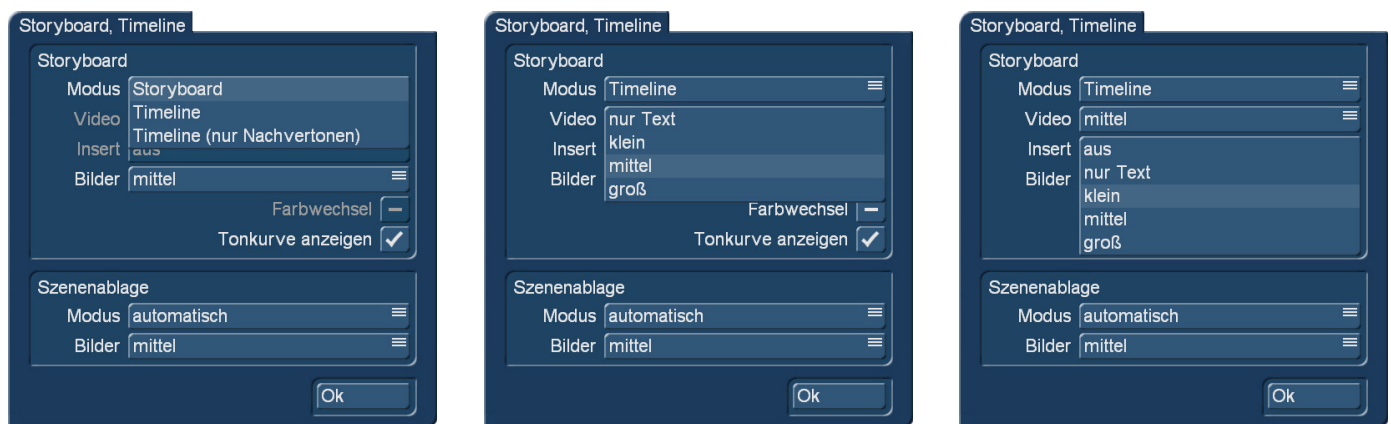 Storyboard, Timeline
Storyboard
Modus Storyboard
Timeline
Video
Timeline (nur Nachvertonen)
Insert aus
Bilder mittel
Farbwechsel
Tonkurve anzeigen
Szenenablage
Modus automatisch
Bilder mittel
Ok
Storyboard, Timeline
Storyboard
Modus Timeline
Video nur Text
Insert klein
mittel
Bilder
groß
Farbwechsel
Tonkurve anzeigen
Szenenablage
Modus automatisch
Bilder mittel
Ok
Storyboard, Timeline
Storyboard
Modus Timeline
Video mittel
Insert aus
Bilder nur Text
klein
mittel
groß
Szenenablage
Modus automatisch
Bilder mittel
Ok